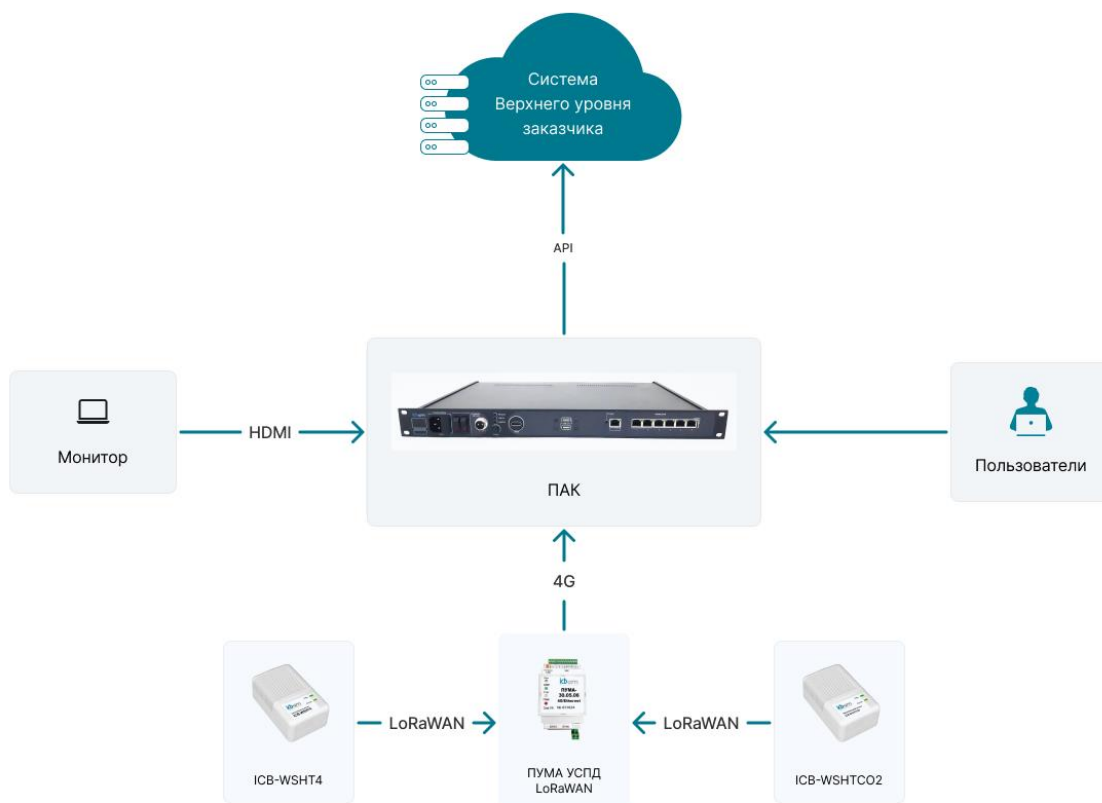 Система
Верхнего уровня
заказчика
API
Монитор
HDMI
ПАК
Пользователи
4G
ПУМА-
LoRaWAN
LoRaWAN
ICB-WSHT4
ПУМА УСПД
LoRaWAN
ICB-WSHTCO2